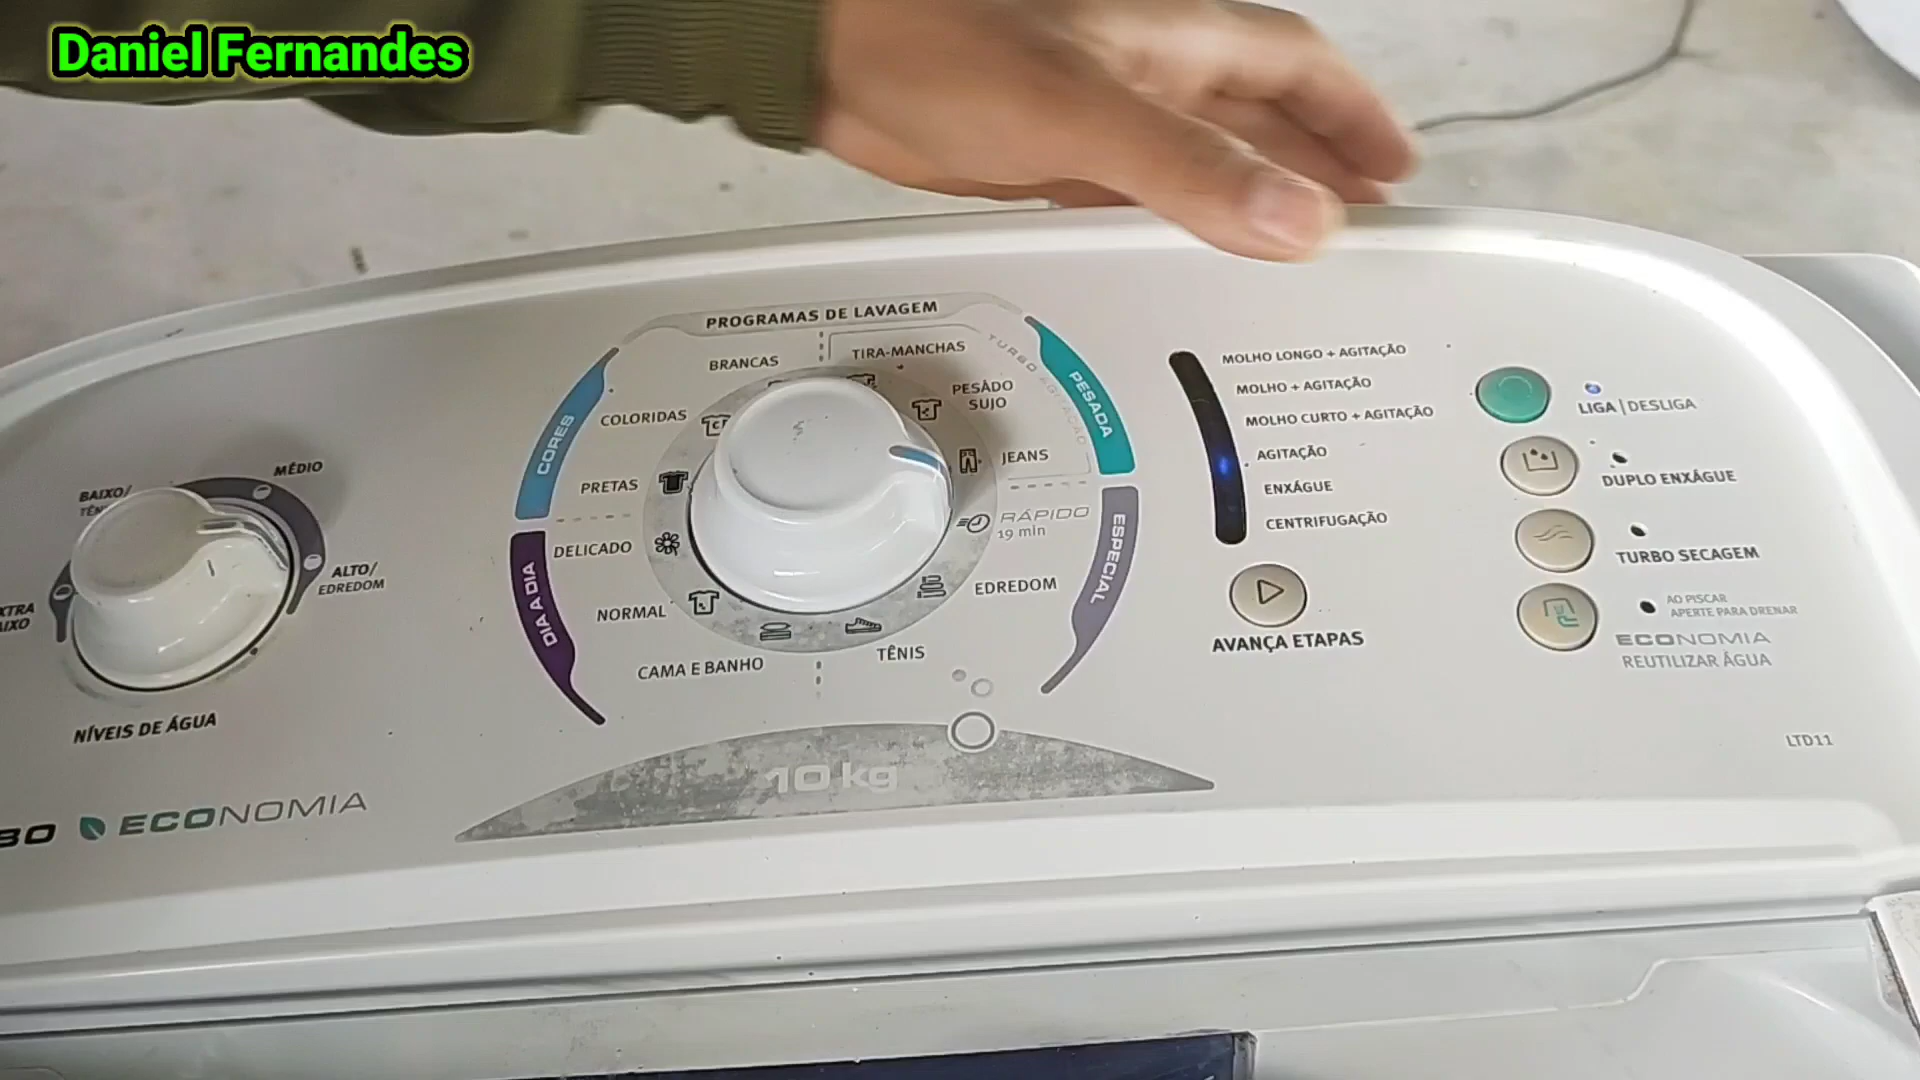 Daniel Fernandes
PROGRAMAS DE LAVAGEM
BRANCAS
TIRA-MANCHAS
TURBO AGITAÇÃO
COLORIDAS
PESADO
SUJO
PRETAS
JEANS
CORES
PESADA
DELICADO
RÁPIDO
19 min
NORMAL
EDREDOM
CAMA E BANHO
TÊNIS
DIA A DIA
ESPECIAL
MÉDIO
BAIXO/
ALTO/
EDREDOM
NÍVEIS DE ÁGUA
ECONOMIA
10kg
MOLHO LONGO + AGITAÇÃO
MOLHO + AGITAÇÃO
MOLHO CURTO + AGITAÇÃO
AGITAÇÃO
ENXÁGUE
CENTRIFUGAÇÃO
AVANÇA ETAPAS
LIGA | DESLIGA
DUPLO ENXÁGUE
TURBO SECAGEM
AO PISCAR
APERTE PARA DRENAR
ECONOMIA
REUTILIZAR ÁGUA
LTD11